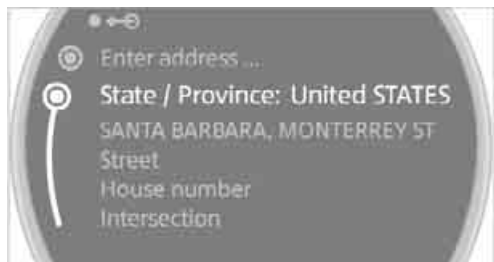 Enter address ...
State / Province: United STATES
SANTA BARBARA, MONTERREY ST
Street
House number
Intersection